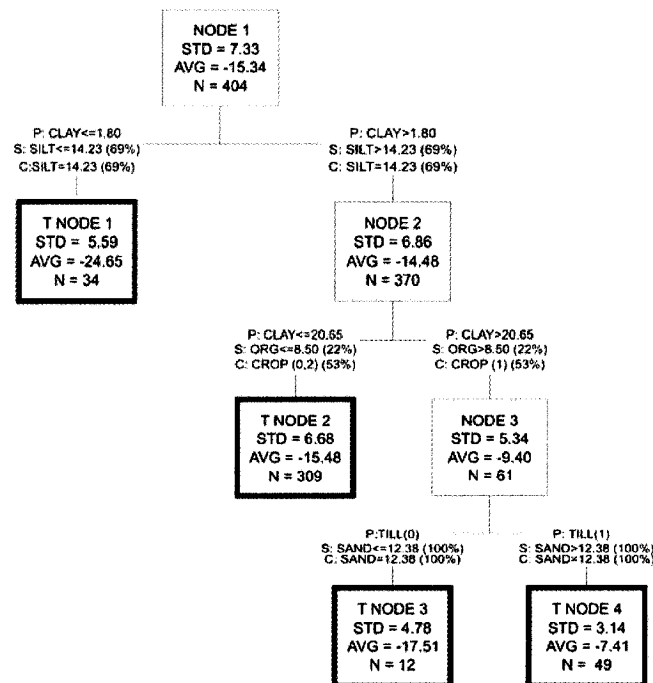 NODE 1
STD = 7.33
AVG = -15.34
N = 404
P: CLAY<=1.80
S: SILT<=14.23 (69%)
C:SILT=14.23 (69%)
P: CLAY>1.80
S: SILT>14.23 (69%)
C: SILT=14.23 (69%)
T NODE 1
STD = 5.59
AVG = -24.65
N = 34
NODE 2
STD = 6.86
AVG = -14.48
N = 370
P: CLAY<=20.65
S: ORG<=8.50 (22%)
C: CROP (0,2) (53%)
P: CLAY>20.65
S: ORG>8.50 (22%)
C: CROP (1) (53%)
T NODE 2
STD = 6.68
AVG = -15.48
N = 309
NODE 3
STD = 5.34
AVG = -9.40
N = 61
P:TILL(0)
S: SAND<=12.38 (100%)
C: SAND=12.38 (100%)
P: TILL(1)
S: SAND>12.38 (100%)
C: SAND=12.38 (100%)
T NODE 3
STD = 4.78
AVG = -17.51
N = 12
T NODE 4
STD = 3.14
AVG = -7.41
N = 49